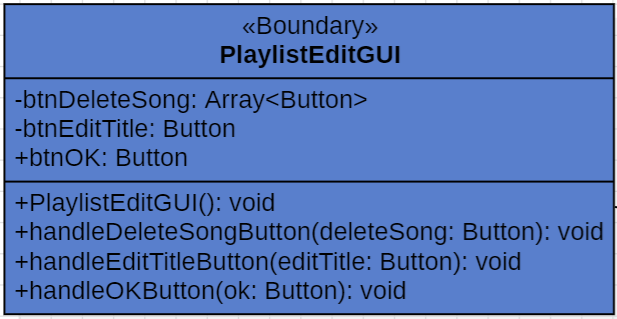 «Boundary»
PlaylistEditGUI
-btnDeleteSong: Array<Button>
-btnEditTitle: Button
+btnOK: Button
+PlaylistEditGUI(): void
+handleDeleteSongButton(deleteSong: Button): void
+handleEditTitleButton(editTitle: Button): void
+handleOKButton(ok: Button): void